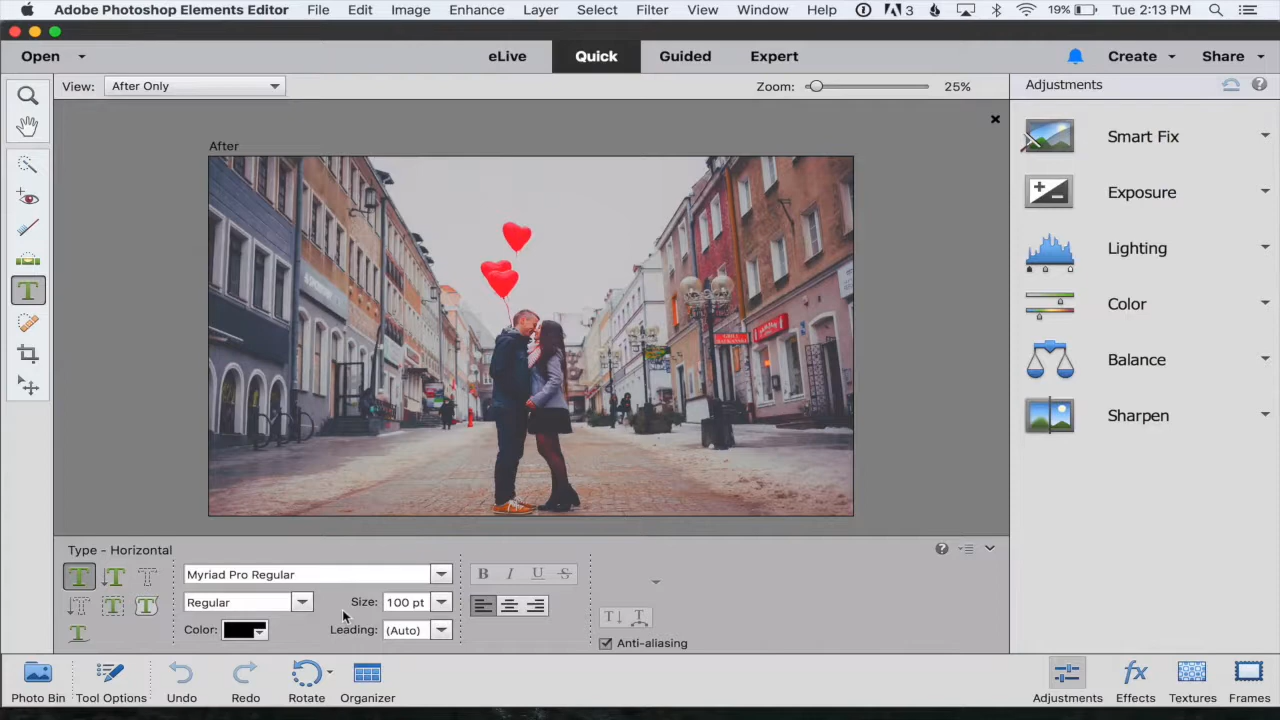 Adobe Photoshop Elements Editor File Edit Image Enhance Layer Select Filter View Window Help 3 19% Tue 2:13 PM
Open eLive Quick Guided Expert Create Share
View: After Only Zoom: 25% Adjustments
After
Smart Fix
Exposure
Lighting
Color
Balance
Sharpen
Type - Horizontal
Myriad Pro Regular B I U S
Regular Size: 100 pt
Color: Leading: (Auto)
Anti-aliasing
Photo Bin Tool Options Undo Redo Rotate Organizer Adjustments Effects Textures Frames